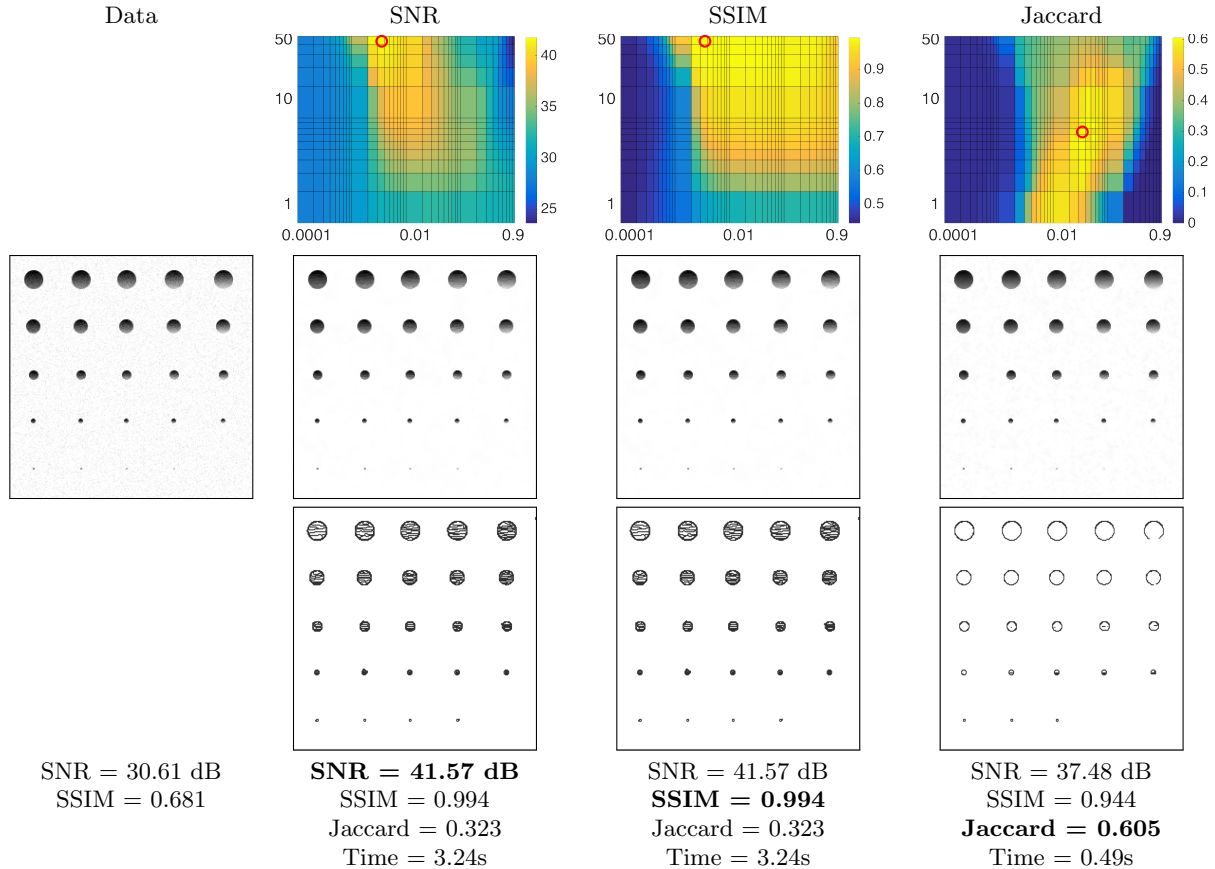 Data
SNR
SSIM
Jaccard
50
10
1
0.0001
0.01
0.9
40
35
30
25
50
10
1
0.0001
0.01
0.9
0.9
0.8
0.7
0.6
0.5
50
10
1
0.0001
0.01
0.9
0.6
0.5
0.4
0.3
0.2
0.1
0
SNR = 30.61 dB
SSIM = 0.681
SNR = 41.57 dB
SSIM = 0.994
Jaccard = 0.323
Time = 3.24s
SNR = 41.57 dB
SSIM = 0.994
Jaccard = 0.323
Time = 3.24s
SNR = 37.48 dB
SSIM = 0.944
Jaccard = 0.605
Time = 0.49s